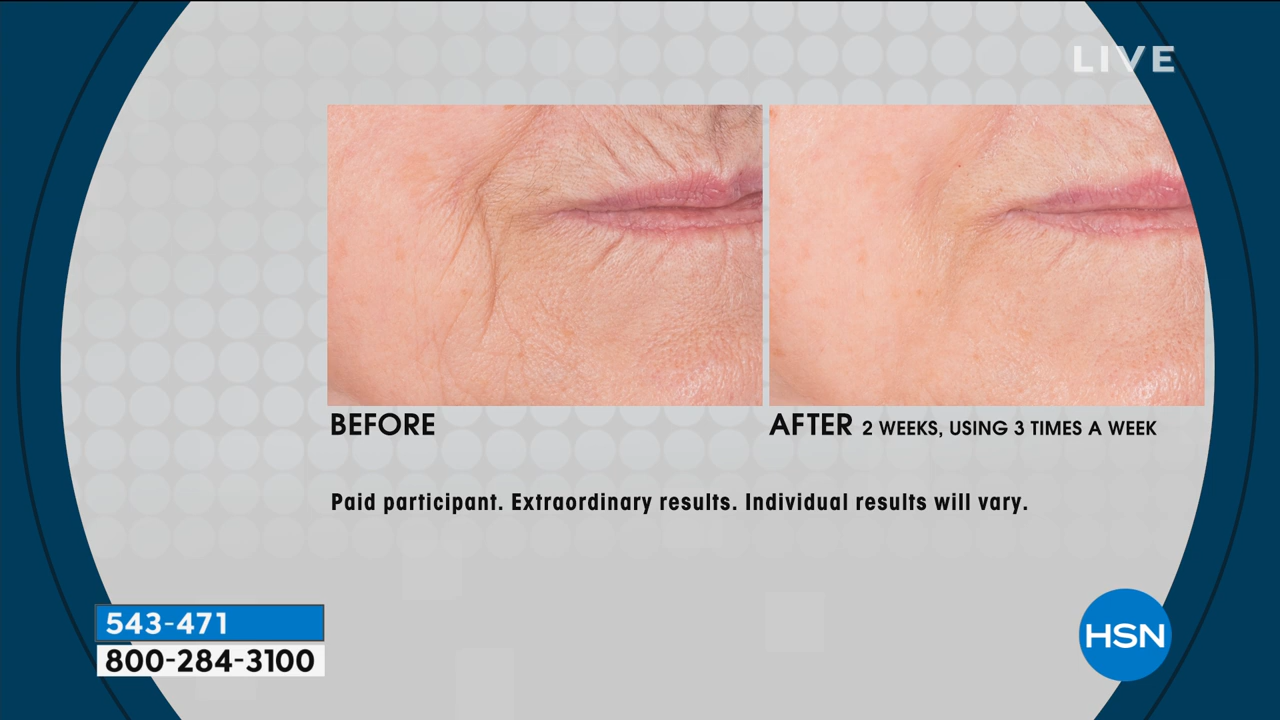 LIVE
BEFORE
AFTER 2 WEEKS, USING 3 TIMES A WEEK
Paid participant. Extraordinary results. Individual results will vary.
543-471
800-284-3100
HSN